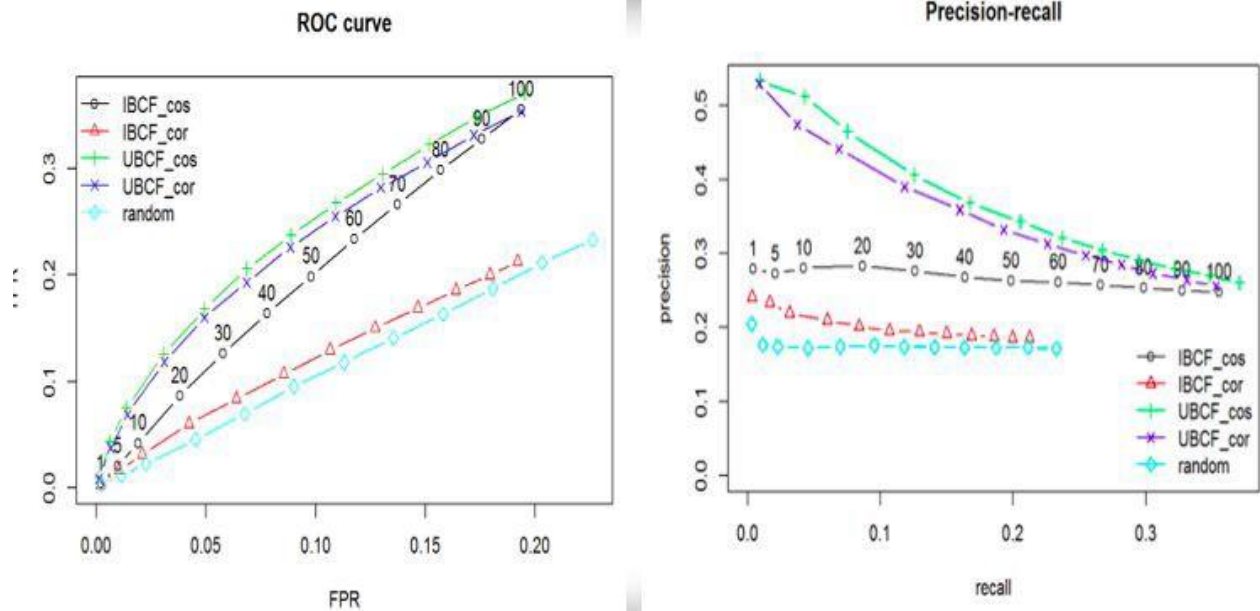 ROC curve
IBCF_cos
IBCF_cor
UBCF_cos
UBCF_cor
random
1
5
10
20
30
40
50
60
70
80
90
100
0.0
0.1
0.2
0.3
0.00
0.05
0.10
0.15
0.20
FPR
Precision-recall
precision
0.5
0.4
0.3
0.2
0.1
0.0
1
5
10
20
30
40
50
60
70
80
90
100
IBCF_cos
IBCF_cor
UBCF_cos
UBCF_cor
random
0.0
0.1
0.2
0.3
recall